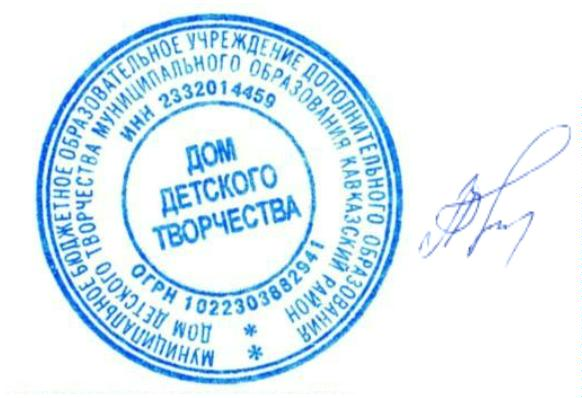 МУНИЦИПАЛЬНОЕ БЮДЖЕТНОЕ ОБРАЗОВАТЕЛЬНОЕ УЧРЕЖДЕНИЕ ДОПОЛНИТЕЛЬНОГО ОБРАЗОВАНИЯ
ДОМ ДЕТСКОГО ТВОРЧЕСТВА МУНИЦИПАЛЬНОГО ОБРАЗОВАНИЯ КАВКАЗСКИЙ РАЙОН
ИНН 2332014459
ДОМ
ДЕТСКОГО
ТВОРЧЕСТВА
ОГРН 1022303882941
* *